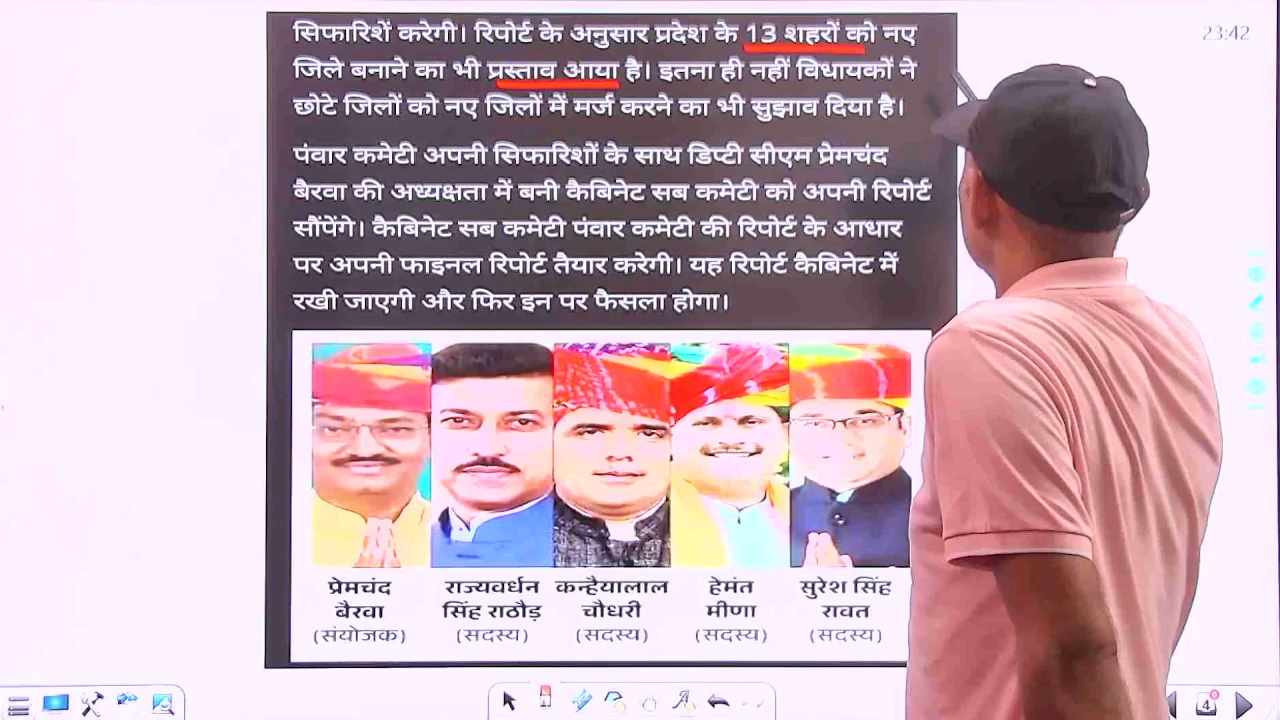 सिफारिशें करेगी। रिपोर्ट के अनुसार प्रदेश के 13 शहरों को नए
जिले बनाने का भी प्रस्ताव आया है। इतना ही नहीं विधायकों ने
छोटे जिलों को नए जिलों में मर्ज करने का भी सुझाव दिया है।
पंवार कमेटी अपनी सिफारिशों के साथ डिप्टी सीएम प्रेमचंद
बैरवा की अध्यक्षता में बनी कैबिनेट सब कमेटी को अपनी रिपोर्ट
सौंपेंगे। कैबिनेट सब कमेटी पंवार कमेटी की रिपोर्ट के आधार
पर अपनी फाइनल रिपोर्ट तैयार करेगी। यह रिपोर्ट कैबिनेट में
रखी जाएगी और फिर इन पर फैसला होगा।
23:42
प्रेमचंद
बैरवा
(संयोजक)
राज्यवर्धन
सिंह राठौड़
(सदस्य)
कन्हैयालाल
चौधरी
(सदस्य)
हेमंत
मीणा
(सदस्य)
सुरेश सिंह
रावत
(सदस्य)
4